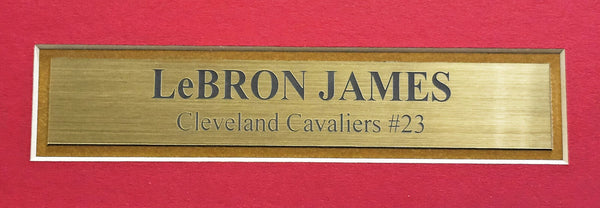 LeBRON JAMES
Cleveland Cavaliers #23